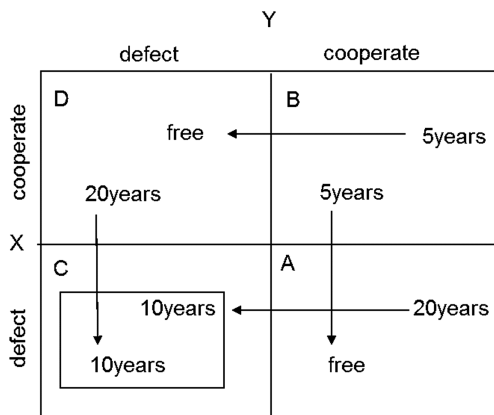 Y
defect cooperate
cooperate
D
B
free
5years
20years
5years
X
defect
C
A
10years
20years
10years
free